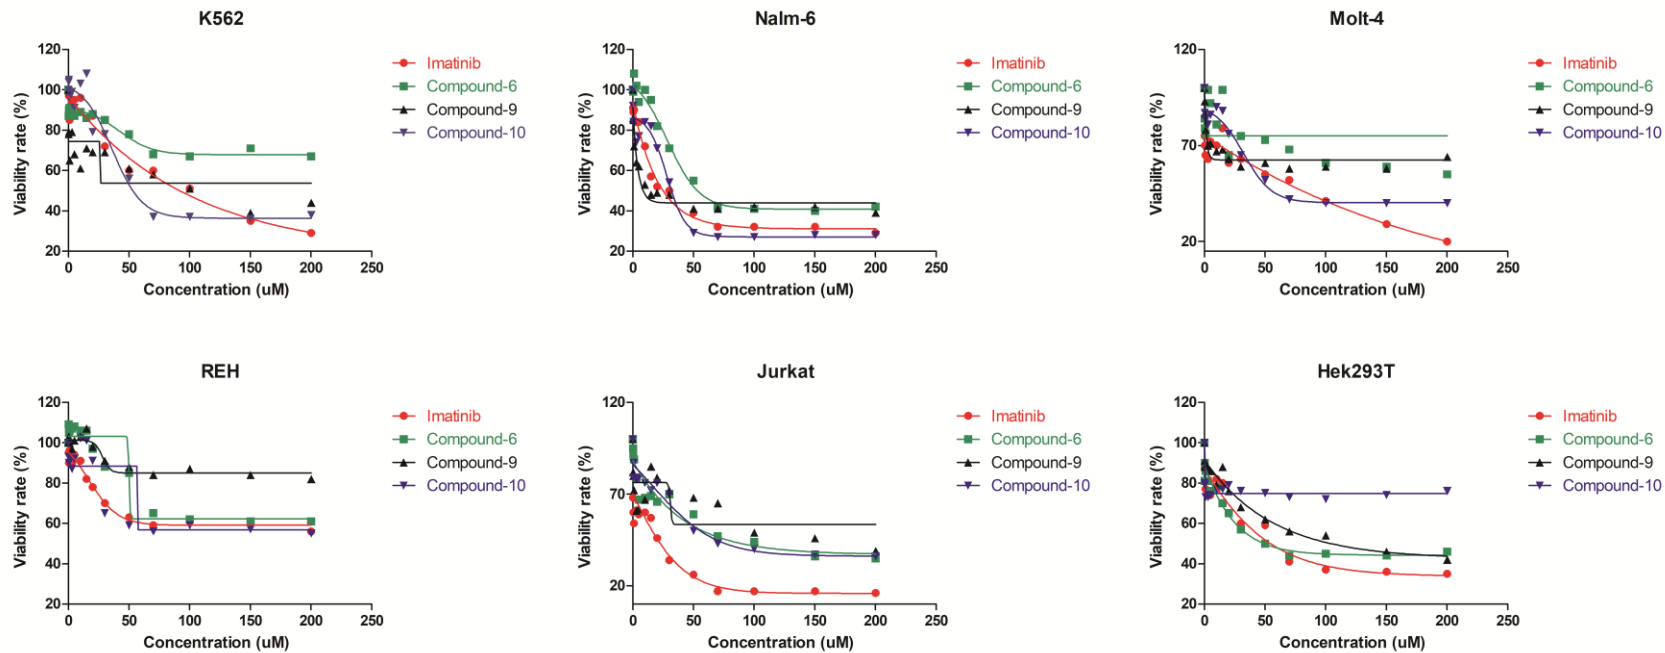 K562
Viability rate (%)
120
100
80
60
40
20
0 50 100 150 200 250
Concentration (uM)
Imatinib
Compound-6
Compound-9
Compound-10
Nalm-6
Viability rate (%)
120
100
80
60
40
20
0 50 100 150 200 250
Concentration (uM)
Imatinib
Compound-6
Compound-9
Compound-10
Molt-4
Viability rate (%)
120
70
20
0 50 100 150 200 250
Concentration (uM)
Imatinib
Compound-6
Compound-9
Compound-10
REH
Viability rate (%)
120
100
80
60
40
20
0 50 100 150 200 250
Concentration (uM)
Imatinib
Compound-6
Compound-9
Compound-10
Jurkat
Viability rate (%)
120
70
20
0 50 100 150 200 250
Concentration (uM)
Imatinib
Compound-6
Compound-9
Compound-10
Hek293T
Viability rate (%)
120
100
80
60
40
20
0 50 100 150 200 250
Concentration (uM)
Imatinib
Compound-6
Compound-9
Compound-10